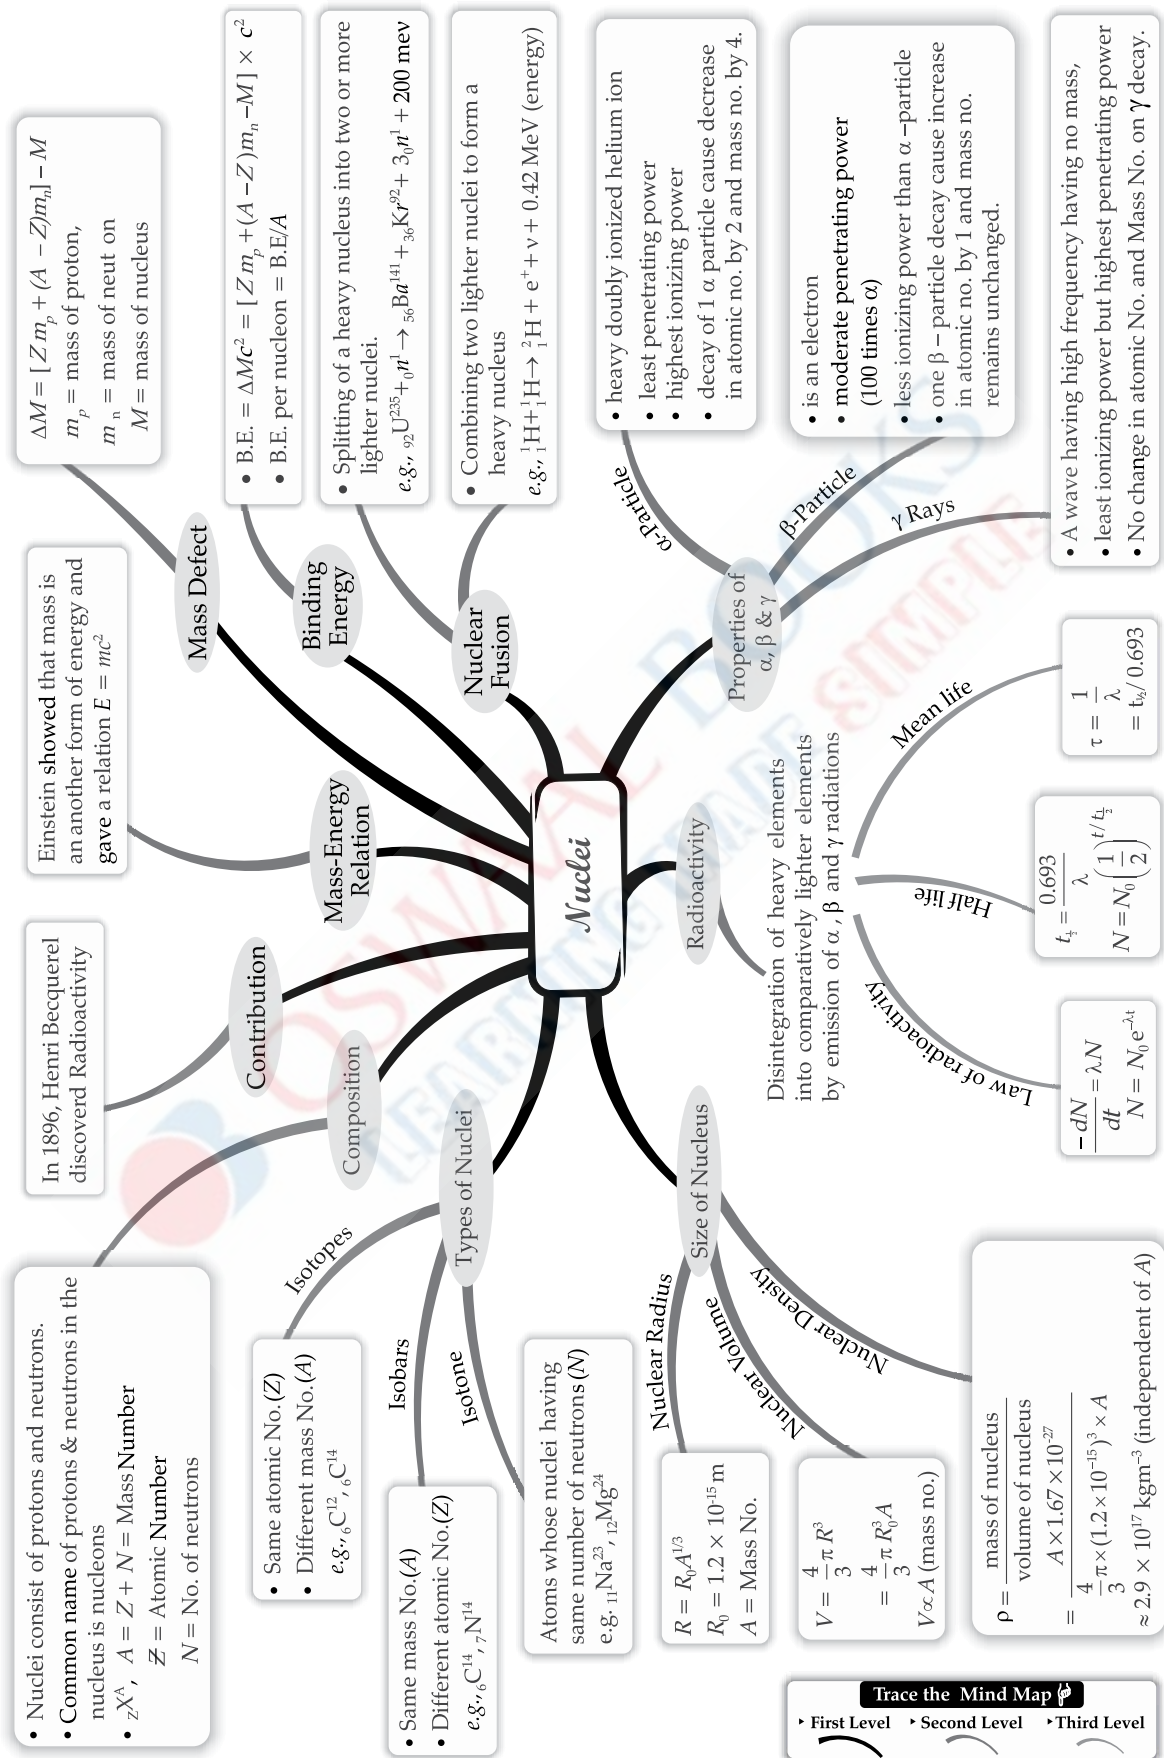 Nuclei
• Nuclei consist of protons and neutrons.
• Common name of protons & neutrons in the
nucleus is nucleons
• ZXᴬ, A = Z + N = Mass Number
Z = Atomic Number
N = No. of neutrons
Composition
In 1896, Henri Becquerel
discoverd Radioactivity
Contribution
Einstein showed that mass is
an another form of energy and
gave a relation E = mc²
Mass-Energy
Relation
ΔM = [Z mₚ + (A – Z)mₙ] – M
mₚ = mass of proton,
m ₙ = mass of neut on
M = mass of nucleus
Mass Defect
• B.E. = ΔMc² = [Z mₚ +(A –Z)mₙ –M] × c²
• B.E. per nucleon = B.E/A
Binding
Energy
• Splitting of a heavy nucleus into two or more
lighter nuclei.
e.g., ₉₂U²³⁵+₀n¹→ ₅₆Ba¹⁴¹+₃₆Kr⁹²+ 3₀n¹ + 200 mev
• Combining two lighter nuclei to form a
heavy nucleus
e.g., ¹₁H+¹₁H→ ²₁H + e⁺+ ν + 0.42 MeV (energy)
Nuclear
Fusion
Properties of
α, β & γ
α-Particle
• heavy doubly ionized helium ion
• least penetrating power
• highest ionizing power
• decay of 1 α particle cause decrease
in atomic no. by 2 and mass no. by 4.
β-Particle
• is an electron
• moderate penetrating power
(100 times α)
• less ionizing power than α –particle
• one β – particle decay cause increase
in atomic no. by 1 and mass no.
remains unchanged.
γ Rays
• A wave having high frequency having no mass,
• least ionizing power but highest penetrating power
• No change in atomic No. and Mass No. on γ decay.
Radioactivity
Disintegration of heavy elements
into comparatively lighter elements
by emission of α, β and γ radiations
Mean life
τ = 1/λ
= t½/ 0.693
Half life
t½ = 0.693/λ
N = N₀(1/2)^(t/t½)
Law of radioactivity
–dN/dt = λN
N = N₀e^(–λt)
Types of Nuclei
Isotopes
• Same atomic No.(Z)
• Different mass No.(A)
e.g.,₆C¹²,₆C¹⁴
Isobars
• Same mass No.(A)
• Different atomic No.(Z)
e.g.,₆C¹⁴,₇N¹⁴
Isotone
Atoms whose nuclei having
same number of neutrons(N)
e.g. ₁₁Na²³,₁₂Mg²⁴
Size of Nucleus
Nuclear Radius
R = R₀A^(1/3)
R₀ = 1.2 × 10⁻¹⁵ m
A = Mass No.
Nuclear Volume
V = 4/3 π R³
= 4/3 π R₀³A
V∝A (mass no.)
Nuclear Density
ρ = mass of nucleus / volume of nucleus
= A×1.67×10⁻²⁷ / 4/3 π×(1.2×10⁻¹⁵)³ × A
≈ 2.9 × 10¹⁷ kgm⁻³ (independent of A)
Trace the Mind Map
▸ First Level ▸ Second Level ▸Third Level
OSWAAL BOOKS
LEARNING MADE SIMPLE